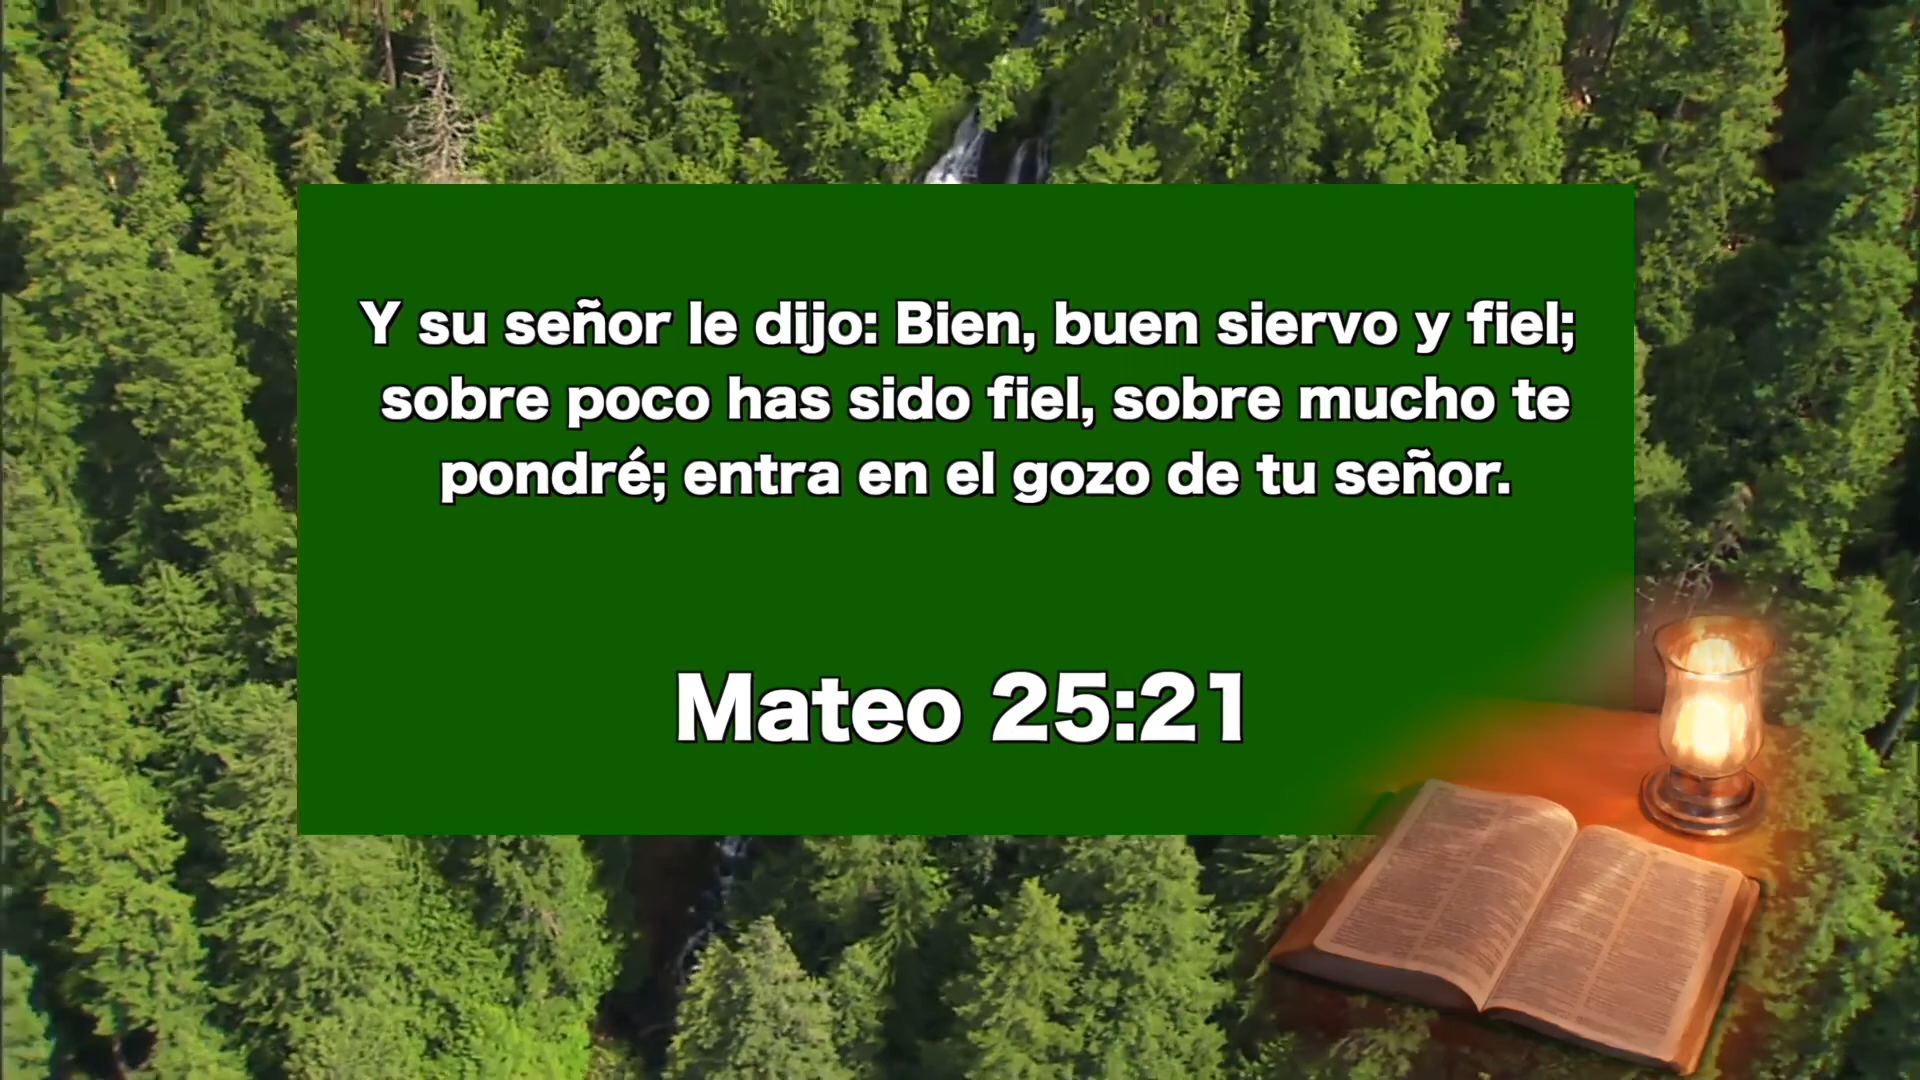 Y su señor le dijo: Bien, buen siervo y fiel;
sobre poco has sido fiel, sobre mucho te
pondré; entra en el gozo de tu señor.
Mateo 25:21